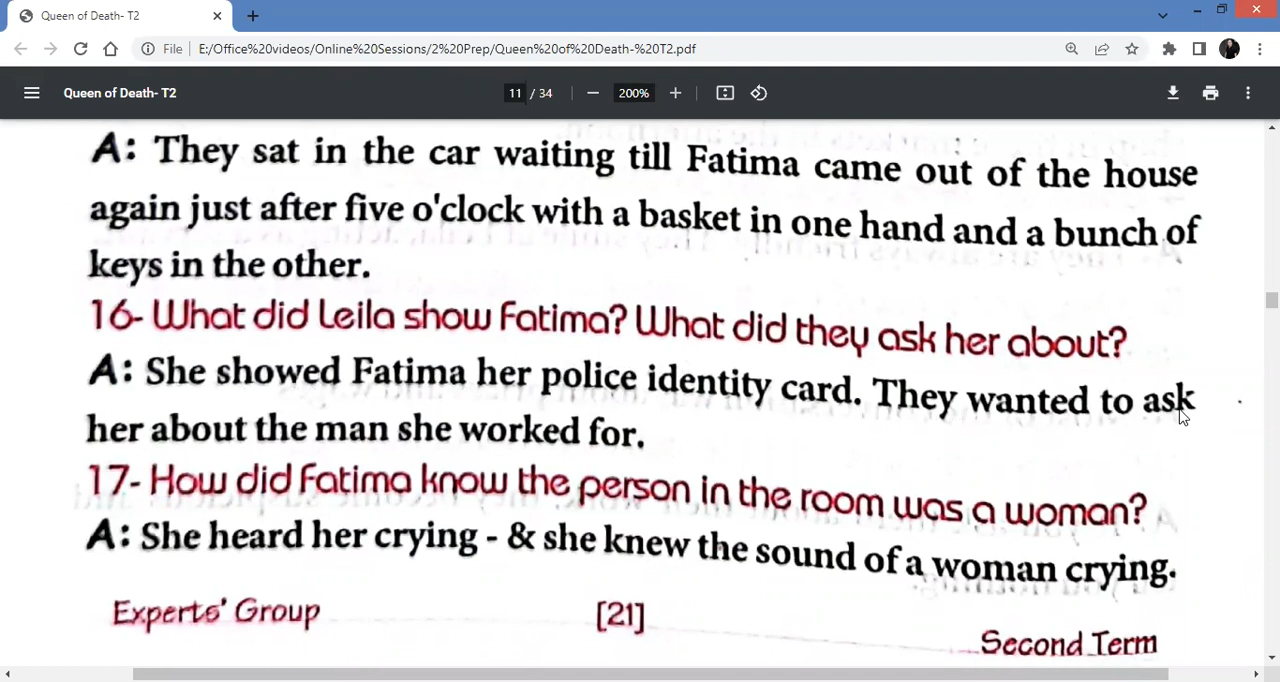 Queen of Death- T2
File E:/Office%20videos/Online%20Sessions/2%20Prep/Queen%20of%20Death-%20T2.pdf
Queen of Death- T2 11 / 34 200%
A: They sat in the car waiting till Fatima came out of the house
again just after five o'clock with a basket in one hand and a bunch of
keys in the other.
16- What did Leila show Fatima? What did they ask her about?
A: She showed Fatima her police identity card. They wanted to ask
her about the man she worked for.
17- How did Fatima know the person in the room was a woman?
A: She heard her crying - & she knew the sound of a woman crying.
Experts' Group [21] Second Term